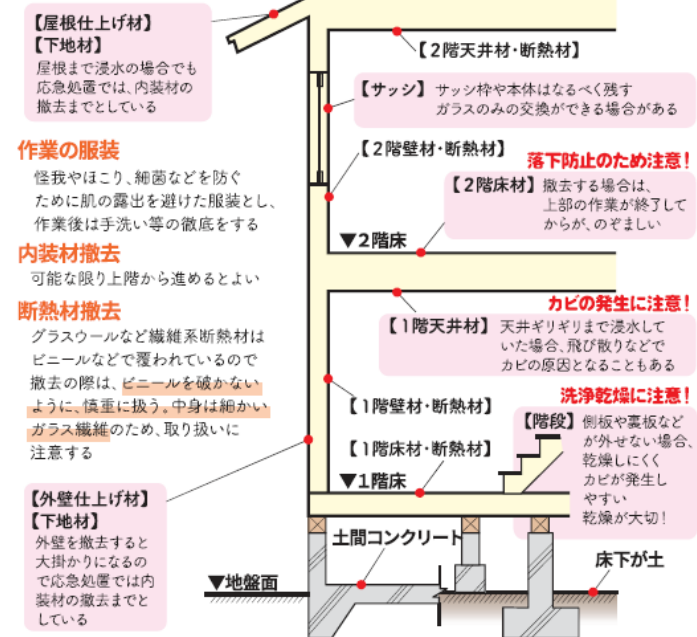 【屋根仕上げ材】
【下地材】
屋根まで浸水の場合でも
応急処置では、内装材の
撤去までとしている
作業の服装
怪我やほこり、細菌などを防ぐ
ために肌の露出を避けた服装とし、
作業後は手洗い等の徹底をする
内装材撤去
可能な限り上階から進めるとよい
断熱材撤去
グラスウールなど繊維系断熱材は
ビニールなどで覆われているので
撤去の際は、ビニールを破かない
ように、慎重に扱う。中身は細かい
ガラス繊維のため、取り扱いに
注意する
【外壁仕上げ材】
【下地材】
外壁を撤去すると
大掛かりになるの
で応急処置では内
装材の撤去までと
している
【2階天井材・断熱材】
【サッシ】 サッシ枠や本体はなるべく残す
ガラスのみの交換ができる場合がある
【2階壁材・断熱材】
落下防止のため注意!
【2階床材】 撤去する場合は、
上部の作業が終了して
からが、のぞましい
▼2階床
カビの発生に注意!
【1階天井材】 天井ギリギリまで浸水して
いた場合、飛び散りなどで
カビの原因となることもある
【1階壁材・断熱材】
洗浄乾燥に注意!
【階段】 側板や裏板など
が外せない場合、
乾燥しにくく
カビが発生し
やすい
乾燥が大切!
【1階床材・断熱材】
▼1階床
土間コンクリート
床下が土
▼地盤面